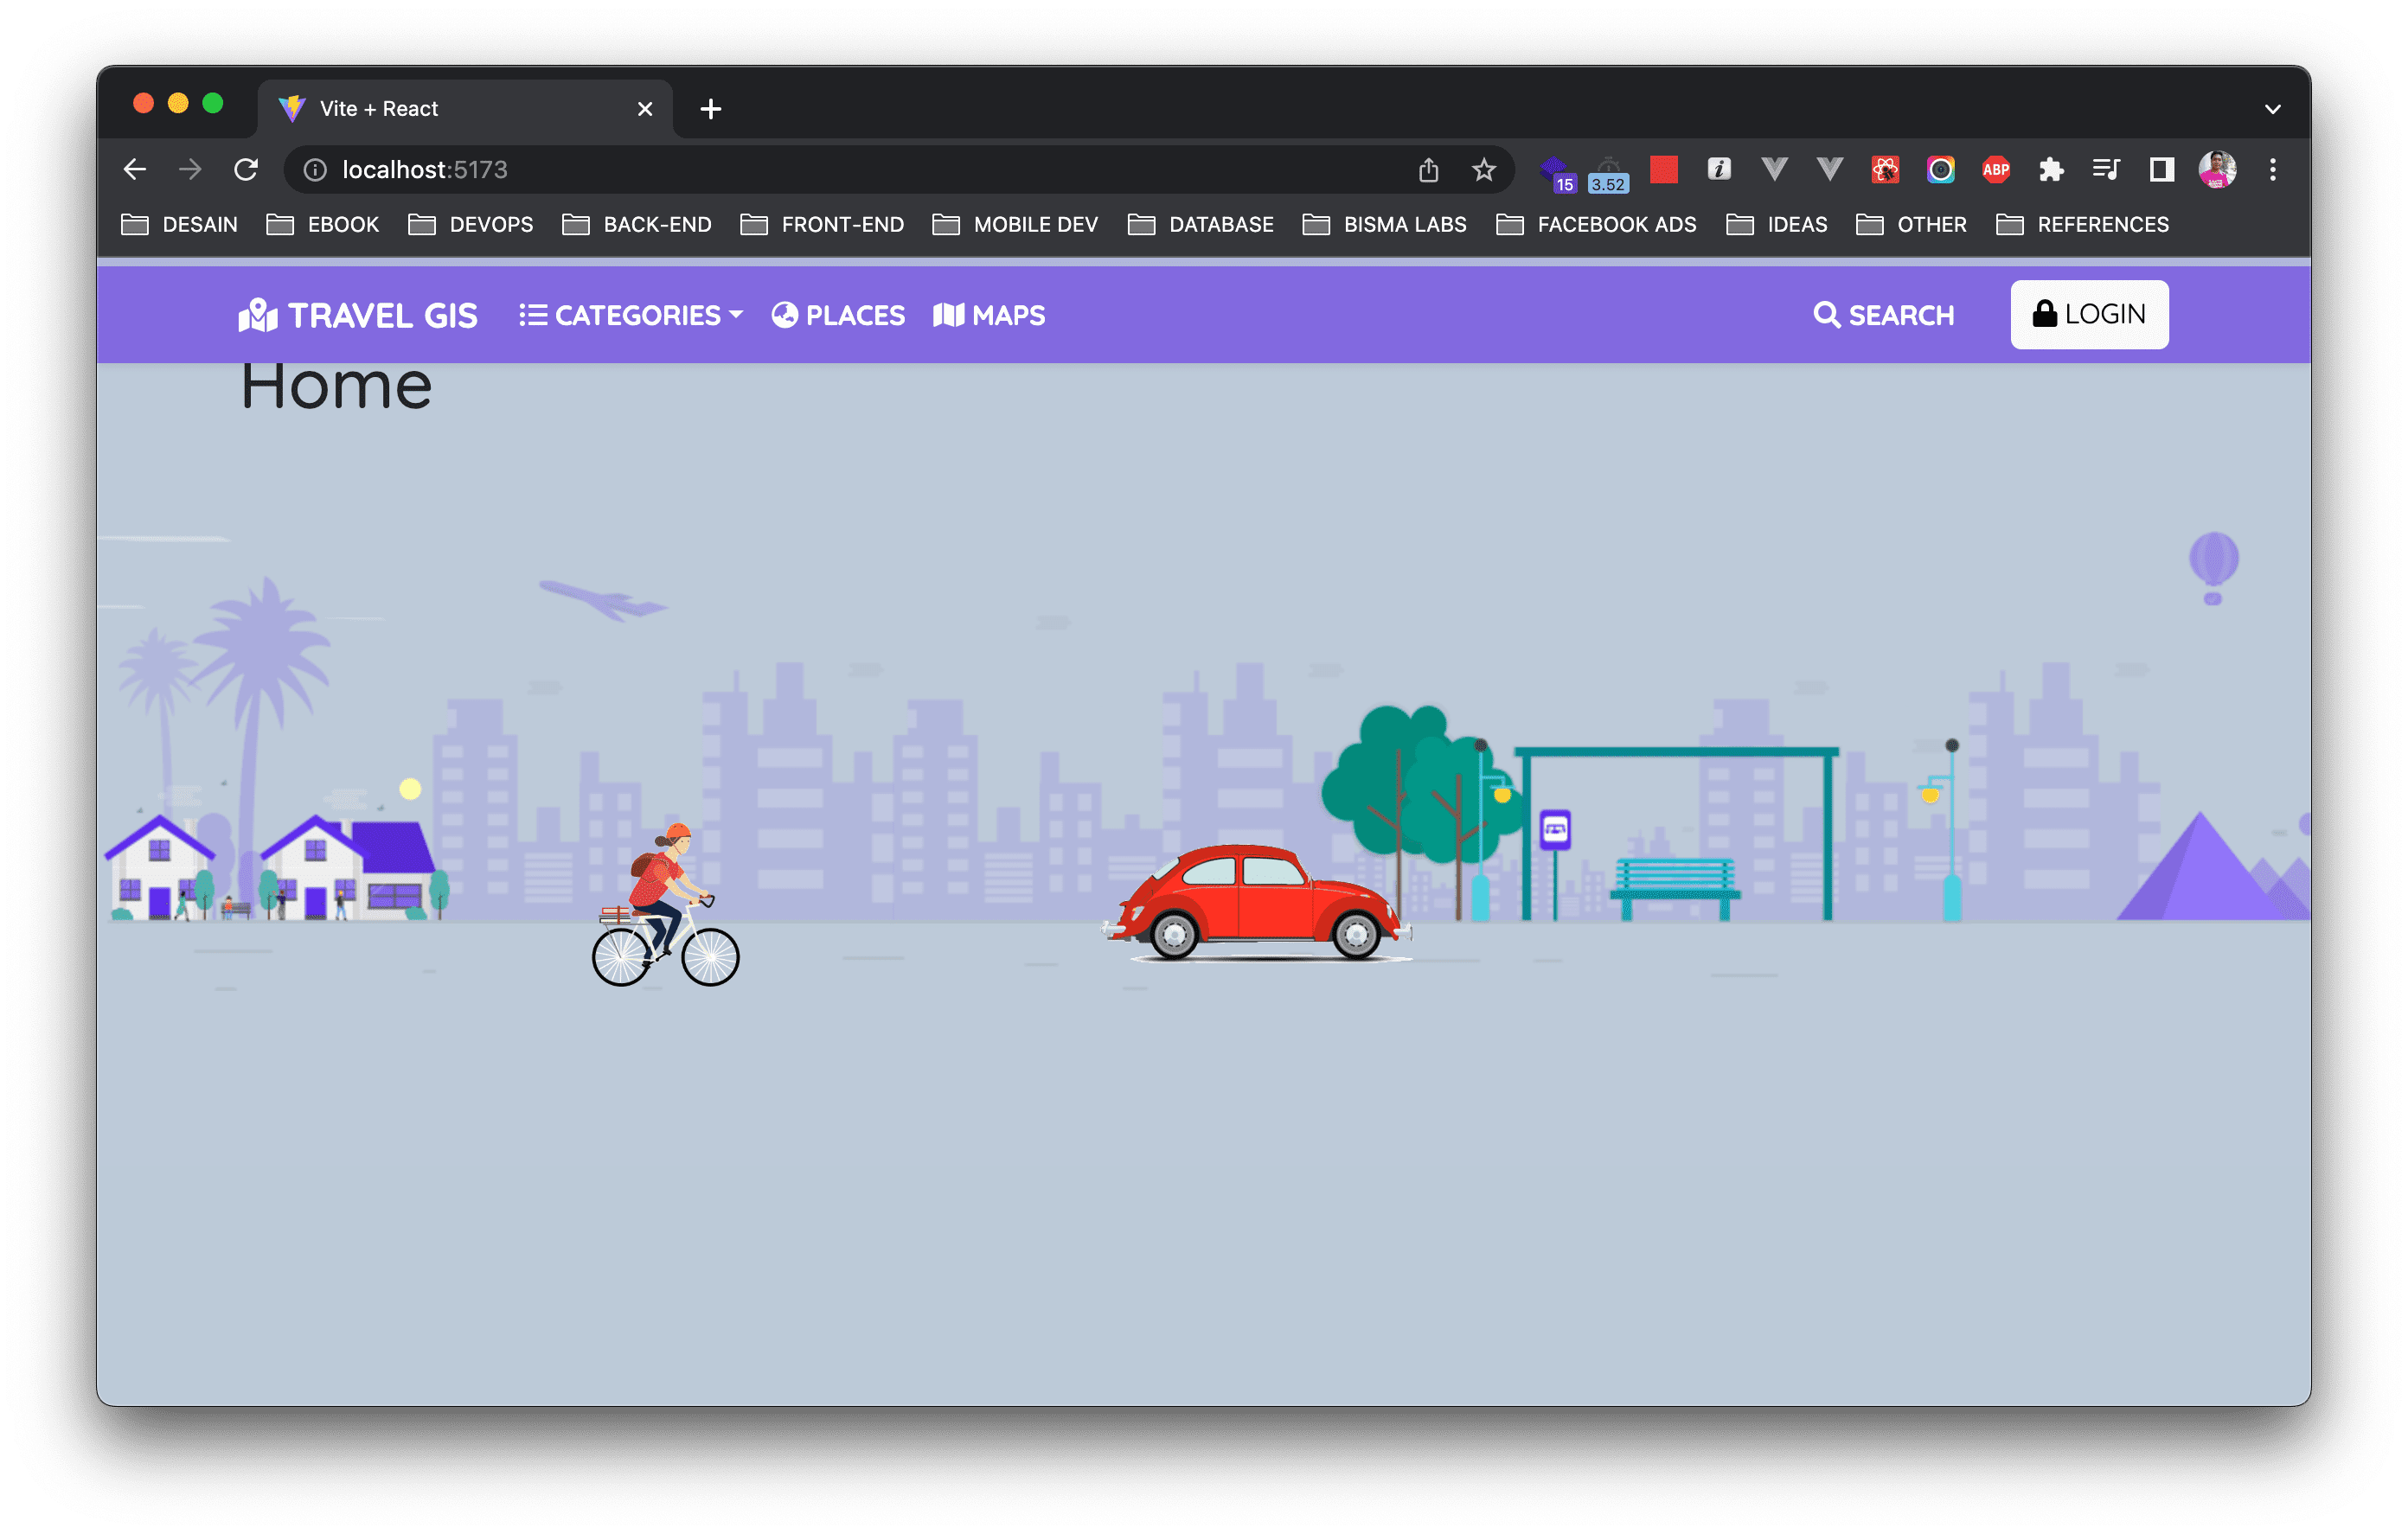 Vite + React
localhost:5173
15
3.52
ABP
DESAIN EBOOK DEVOPS BACK-END FRONT-END MOBILE DEV DATABASE BISMA LABS FACEBOOK ADS IDEAS OTHER REFERENCES
TRAVEL GIS CATEGORIES PLACES MAPS SEARCH LOGIN
Home